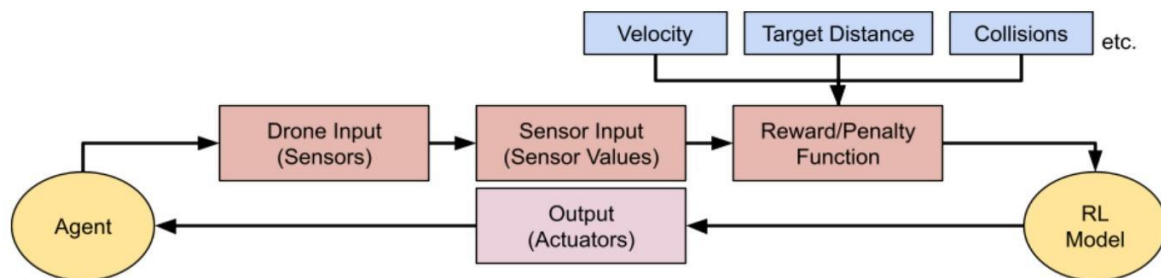 Velocity
Target Distance
Collisions
etc.
Drone Input
(Sensors)
Sensor Input
(Sensor Values)
Reward/Penalty
Function
Agent
Output
(Actuators)
RL
Model